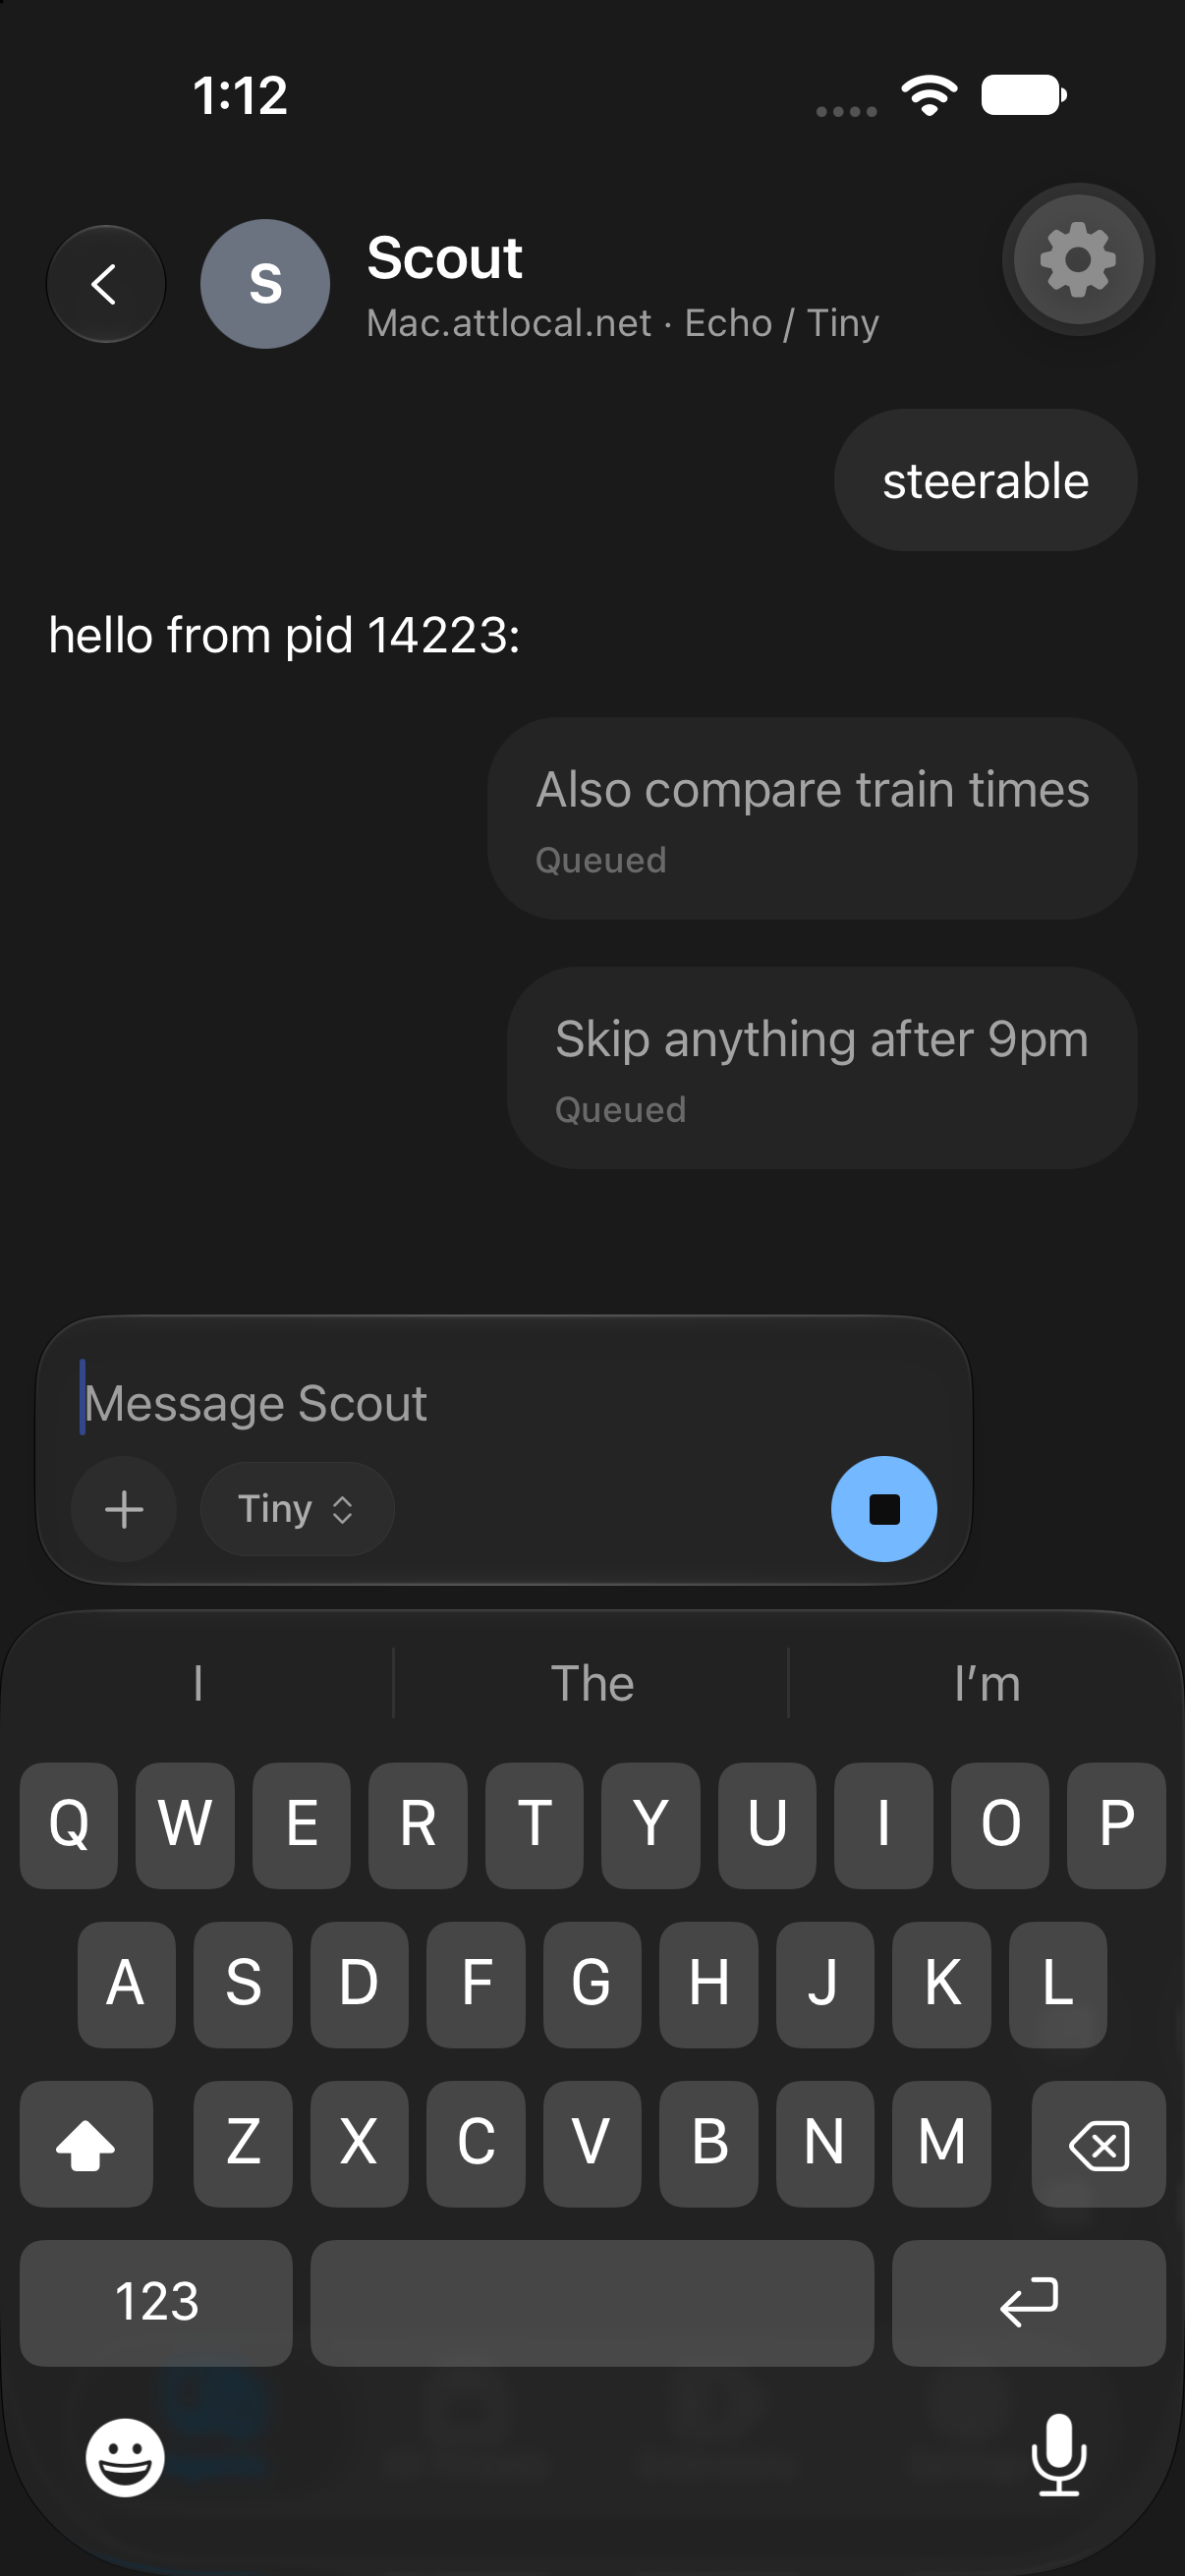 1:12
S
Scout
Mac.attlocal.net · Echo / Tiny
steerable
hello from pid 14223:
Also compare train times
Queued
Skip anything after 9pm
Queued
Message Scout
Tiny
I The I’m
Q W E R T Y U I O P
A S D F G H J K L
Z X C V B N M
123